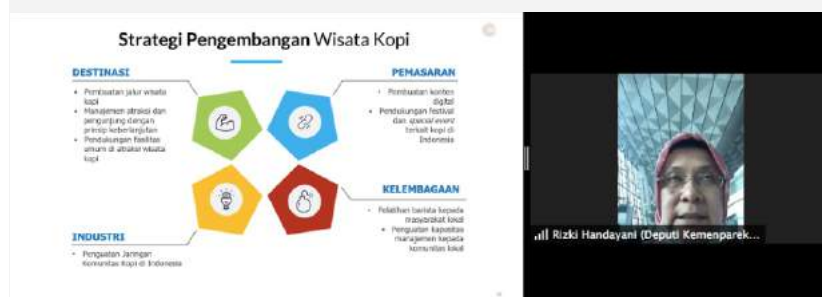 Strategi Pengembangan Wisata Kopi
DESTINASI
• Pembuatan jalur wisata
kopi
• Manajemen atraksi dan
pengunjung dengan
prinsip keberlanjutan
• Pendukungan fasilitas
umum di atraksi wisata
kopi
PEMASARAN
• Pembuatan konten
digital
• Pendukungan festival
dan special event
terkait kopi di
Indonesia
INDUSTRI
• Penguatan Jaringan
Komunitas Kopi di Indonesia
KELEMBAGAAN
• Pelatihan barista kepada
masyarakat lokal
• Penguatan kapasitas
manajemen kepada
komunitas lokal
Rizki Handayani (Deputi Kemenparek...